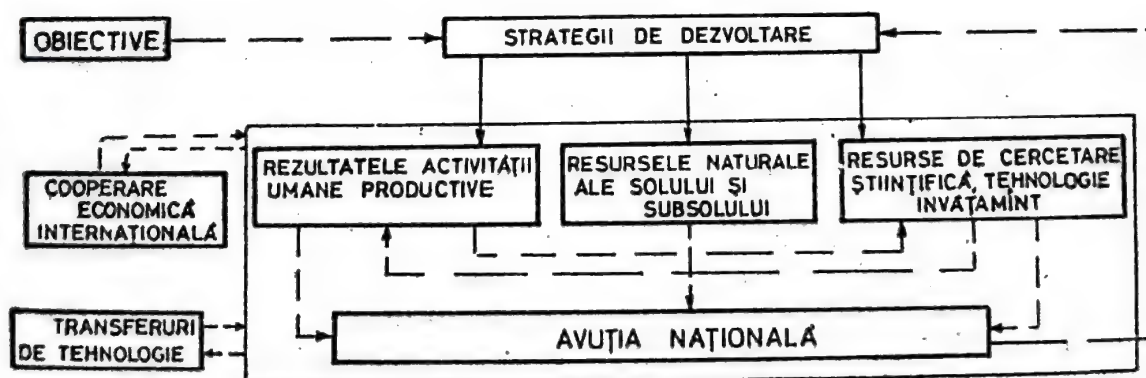 OBIECTIVE
STRATEGII DE DEZVOLTARE
REZULTATELE ACTIVITĂȚII
UMANE PRODUCTIVE
RESURSELE NATURALE
ALE SOLULUI ȘI
SUBSOLULUI
RESURSE DE CERCETARE
ȘTIINȚIFICĂ, TEHNOLOGIE
INVĂȚAMÎNT
COOPERARE
ECONOMICĂ
INTERNAȚIONALĂ
TRANSFERURI
DE TEHNOLOGIE
AVUȚIA NAȚIONALĂ